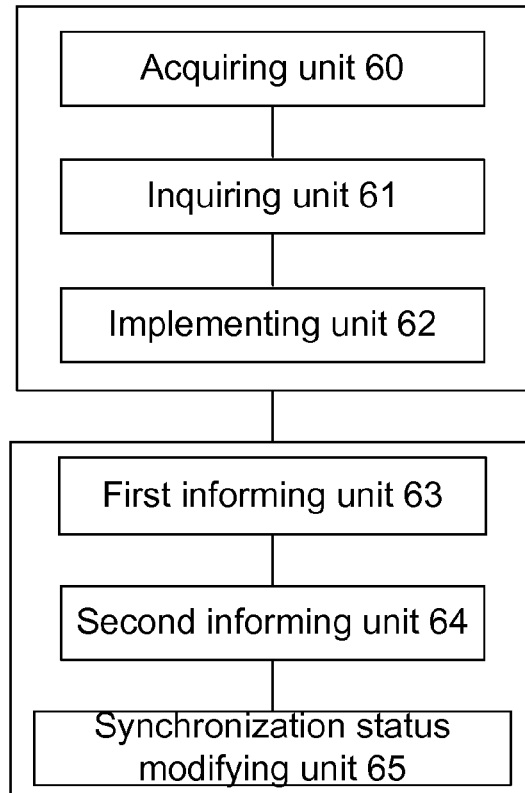 Acquiring unit 60
Inquiring unit 61
Implementing unit 62
First informing unit 63
Second informing unit 64
Synchronization status
modifying unit 65